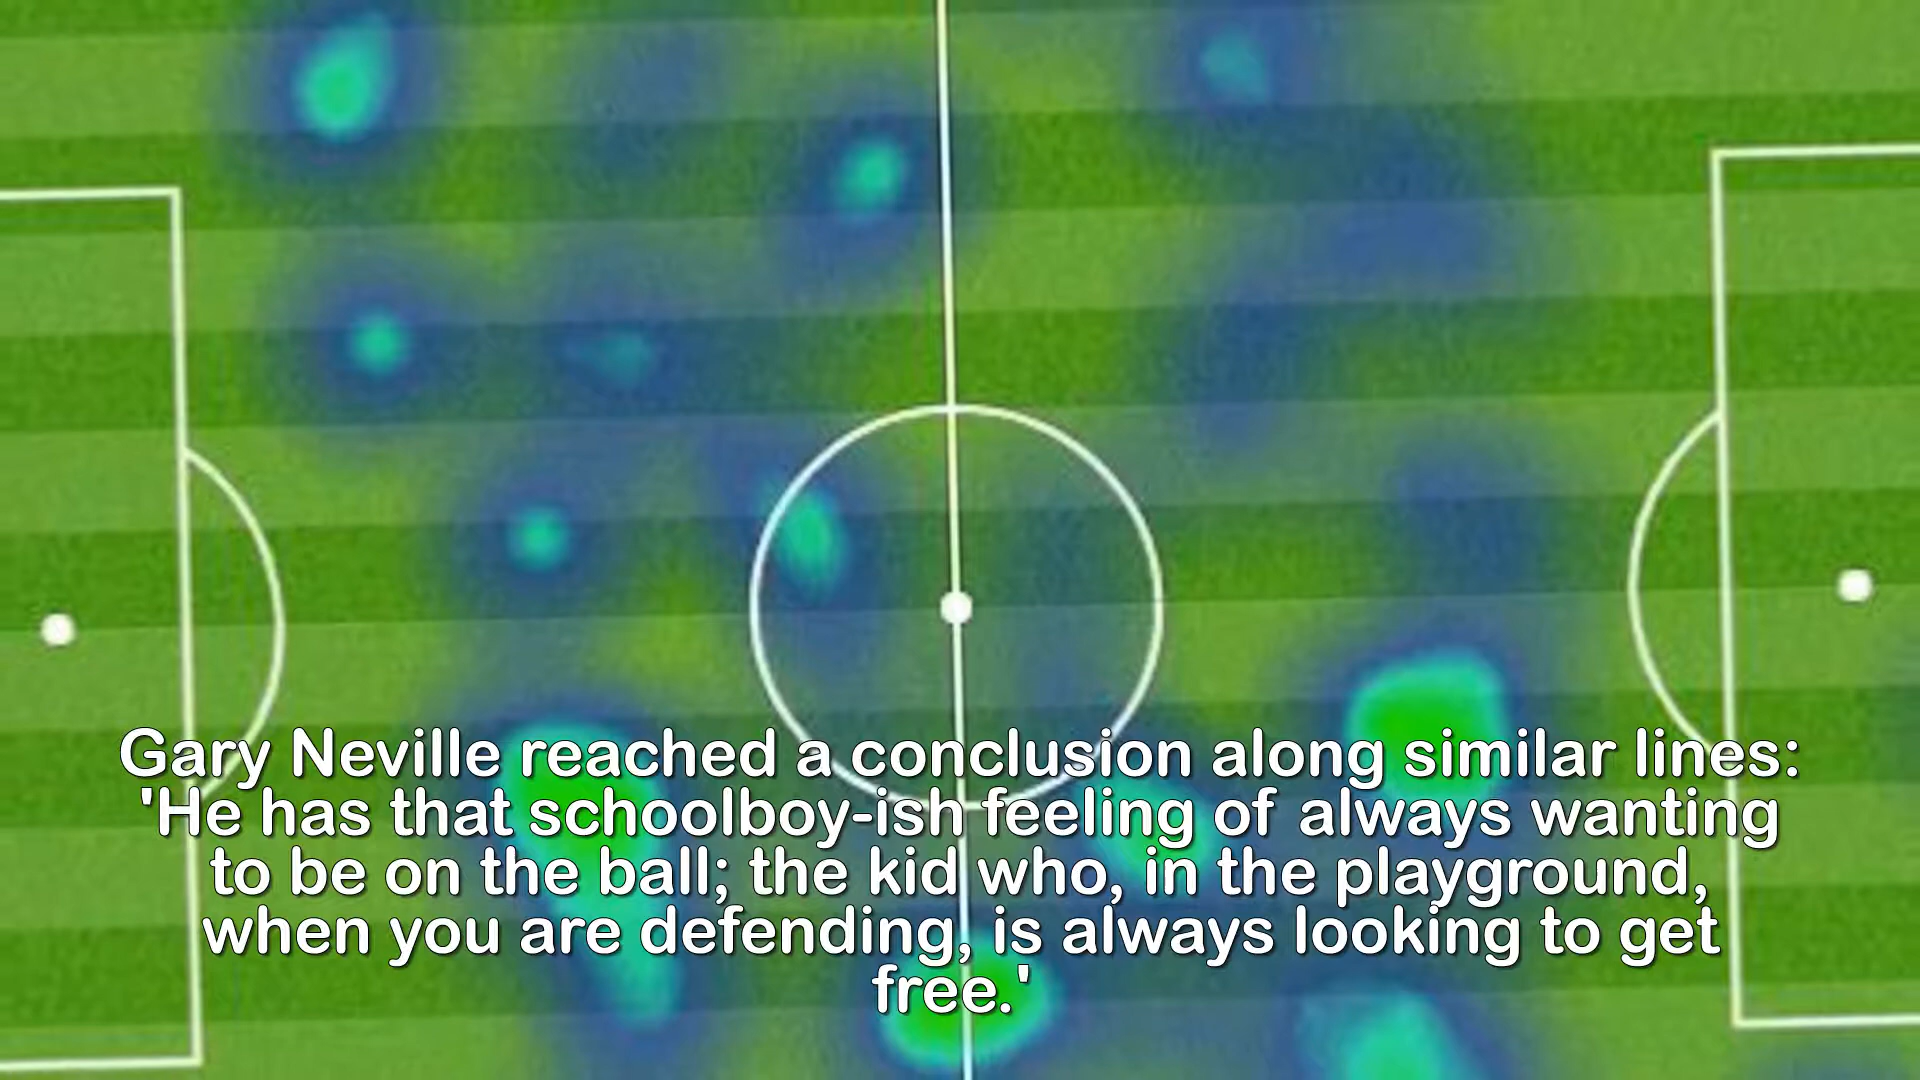 Gary Neville reached a conclusion along similar lines:
'He has that schoolboy-ish feeling of always wanting
to be on the ball; the kid who, in the playground,
when you are defending, is always looking to get
free.'